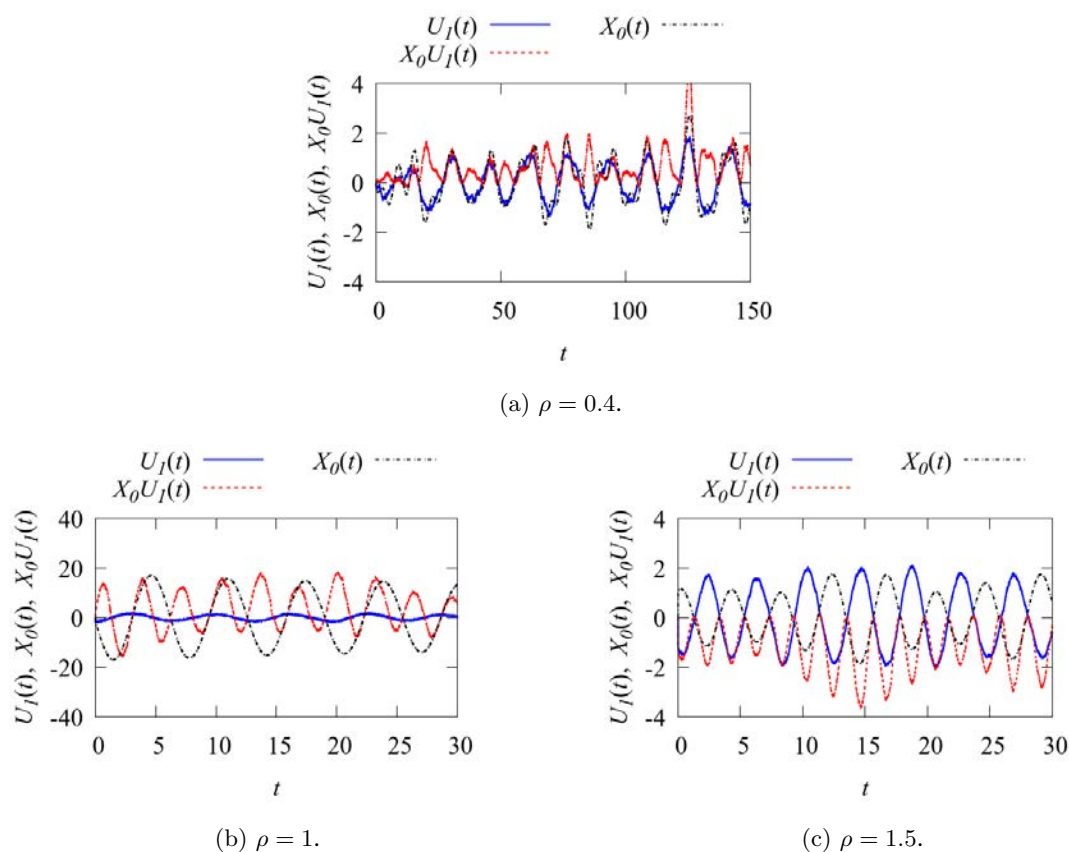 U₁(t) X₀(t)
X₀U₁(t)
U₁(t), X₀(t), X₀U₁(t)
4
2
0
-2
-4
0 50 100 150
t
(a) ρ = 0.4.
U₁(t) X₀(t)
X₀U₁(t)
U₁(t), X₀(t), X₀U₁(t)
40
20
0
-20
-40
0 5 10 15 20 25 30
t
(b) ρ = 1.
U₁(t) X₀(t)
X₀U₁(t)
U₁(t), X₀(t), X₀U₁(t)
4
2
0
-2
-4
0 5 10 15 20 25 30
t
(c) ρ = 1.5.